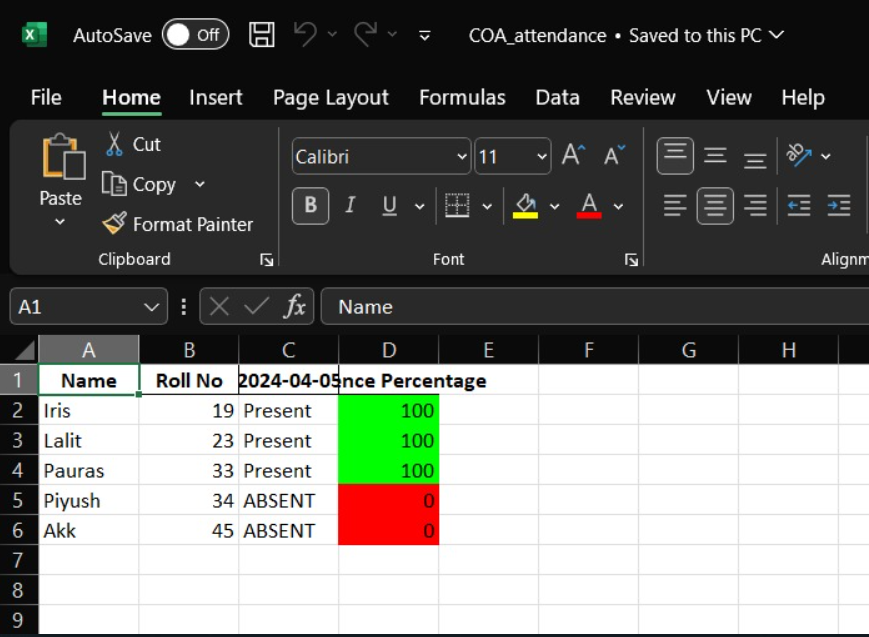 AutoSave Off COA_attendance • Saved to this PC
File Home Insert Page Layout Formulas Data Review View Help
Paste
Cut
Copy
Format Painter
Clipboard
Calibri 11
B I U A
Font
Alignm
A1 fx Name
A B C D E F G H
1 Name Roll No 2024-04-05 nce Percentage
2 Iris 19 Present 100
3 Lalit 23 Present 100
4 Pauras 33 Present 100
5 Piyush 34 ABSENT 0
6 Akk 45 ABSENT 0
7
8
9